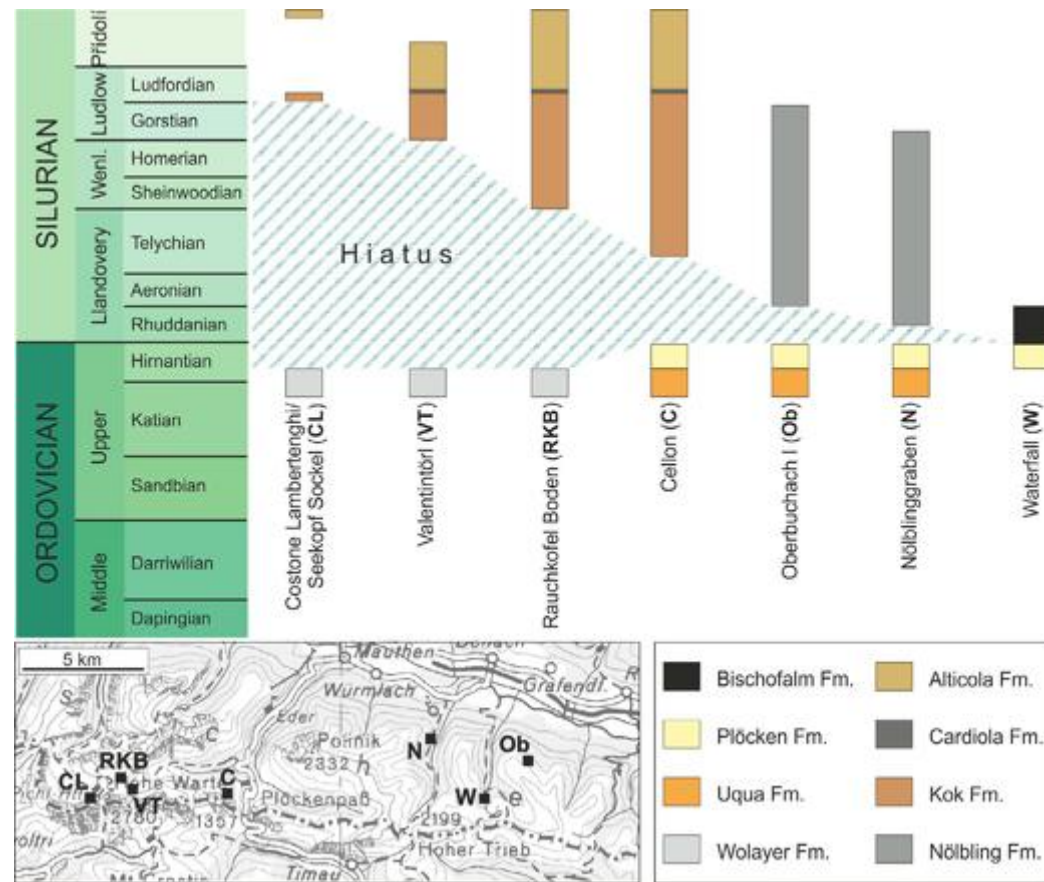 SILURIAN
ORDOVICIAN
Přídolí
Ludlow
Wenl.
Llandovery
Upper
Middle
Ludfordian
Gorstian
Homerian
Sheinwoodian
Telychian
Aeronian
Rhuddanian
Hirnantian
Katian
Sandbian
Darriwilian
Dapingian
Hiatus
Costone Lambertenghi/
Seekopf Sockel (CL)
Valentintörl (VT)
Rauchkofel Boden (RKB)
Cellon (C)
Oberbuchach I (Ob)
Nölblinggraben (N)
Waterfall (W)
5 km
Mauthen
Wurmlach
Grafendl.
Eder
Polinik
2332
N
Ob
RKB
CL
VT
Warte
2780
C
1357
Plöckenpaß
W
2199
Hoher Trieb
Timau
Bischofalm Fm.
Plöcken Fm.
Uqua Fm.
Wolayer Fm.
Alticola Fm.
Cardiola Fm.
Kok Fm.
Nölbling Fm.